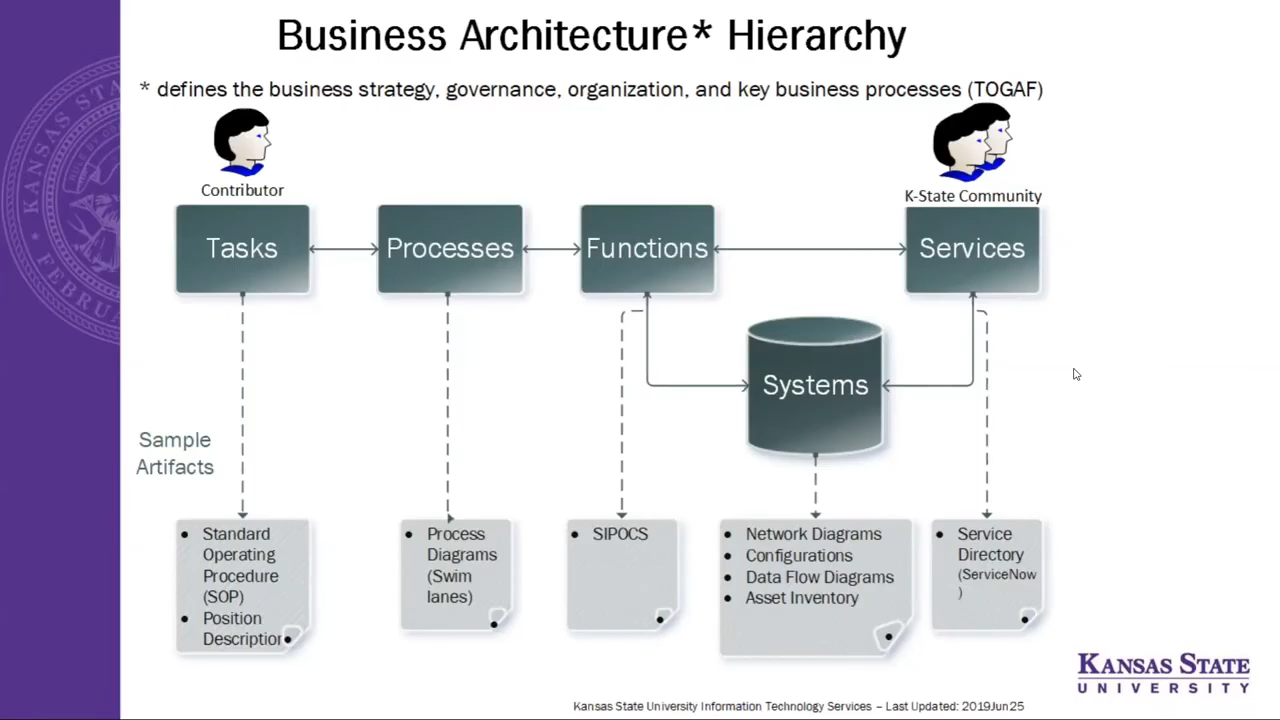 Business Architecture* Hierarchy
* defines the business strategy, governance, organization, and key business processes (TOGAF)
Contributor
K-State Community
Tasks
Processes
Functions
Services
Systems
Sample
Artifacts
• Standard
Operating
Procedure
(SOP)
• Position
Description
• Process
Diagrams
(Swim
lanes)
• SIPOCS
• Network Diagrams
• Configurations
• Data Flow Diagrams
• Asset Inventory
• Service
Directory
(ServiceNow
)
KANSAS STATE
UNIVERSITY
Kansas State University Information Technology Services – Last Updated: 2019Jun25
KANSAS STA
FEBRUA